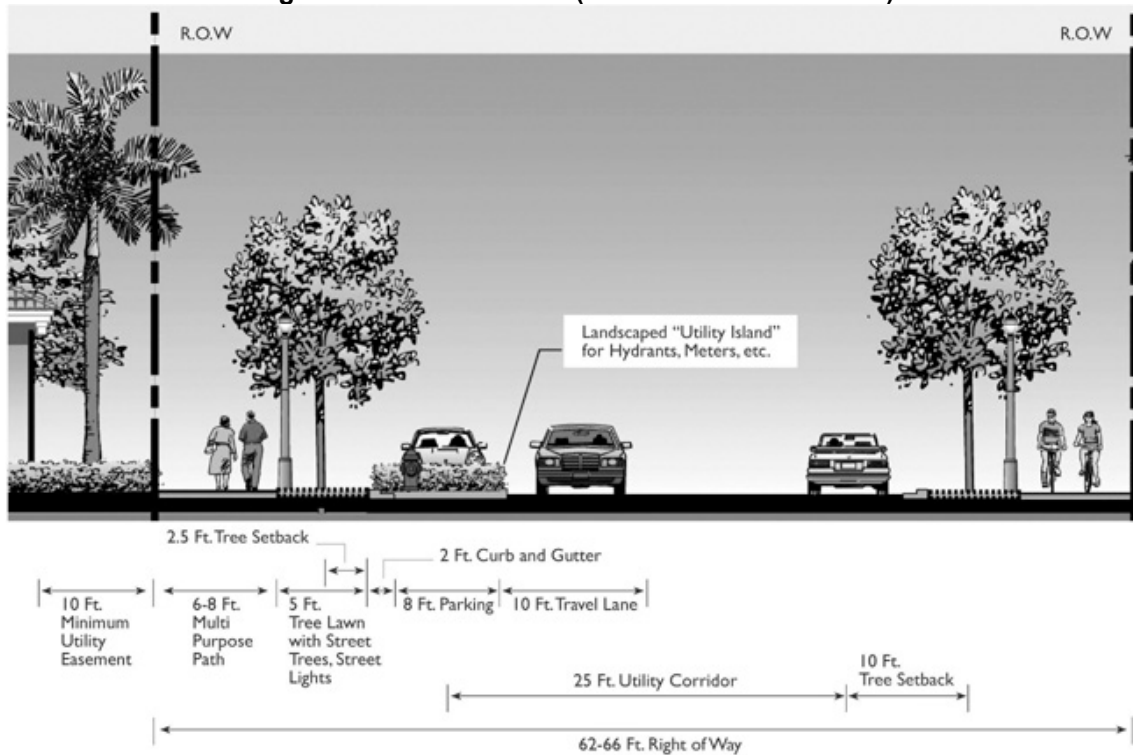 R.O.W
R.O.W
Landscaped “Utility Island”
for Hydrants, Meters, etc.
2.5 Ft. Tree Setback
2 Ft. Curb and Gutter
10 Ft.
Minimum
Utility
Easement
6-8 Ft.
Multi
Purpose
Path
5 Ft.
Tree Lawn
with Street
Trees, Street
Lights
8 Ft. Parking
10 Ft. Travel Lane
25 Ft. Utility Corridor
10 Ft.
Tree Setback
62-66 Ft. Right of Way